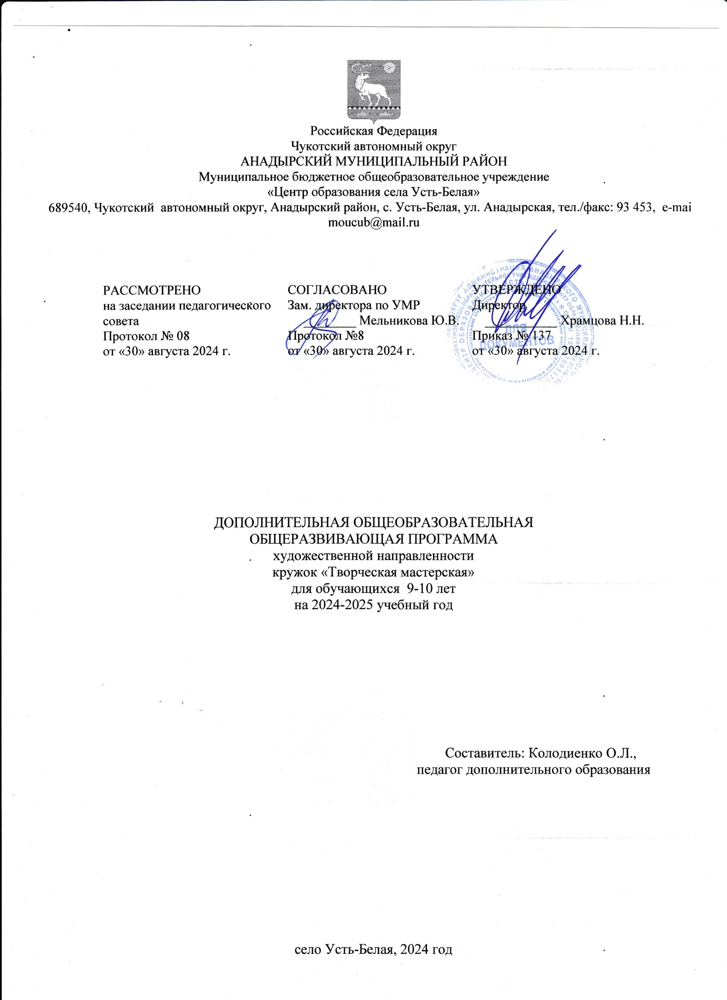 Российская Федерация
Чукотский автономный округ
АНАДЫРСКИЙ МУНИЦИПАЛЬНЫЙ РАЙОН
Муниципальное бюджетное общеобразовательное учреждение
«Центр образования села Усть-Белая»
689540, Чукотский автономный округ, Анадырский район, с. Усть-Белая, ул. Анадырская, тел./факс: 93 453, e-mai
moucub@mail.ru
РАССМОТРЕНО
на заседании педагогического
совета
Протокол № 08
от «30» августа 2024 г.
СОГЛАСОВАНО
Зам. директора по УМР
________ Мельникова Ю.В.
Протокол №8
от «30» августа 2024 г.
УТВЕРЖДЕНО
Директор
___________ Храмцова Н.Н.
Приказ № 137
от «30» августа 2024 г.
ДЛЯ
ДОКУМЕНТОВ
ДОПОЛНИТЕЛЬНАЯ ОБЩЕОБРАЗОВАТЕЛЬНАЯ
ОБЩЕРАЗВИВАЮЩАЯ ПРОГРАММА
художественной направленности
кружок «Творческая мастерская»
для обучающихся 9-10 лет
на 2024-2025 учебный год
Составитель: Колодиенко О.Л.,
педагог дополнительного образования
село Усть-Белая, 2024 год